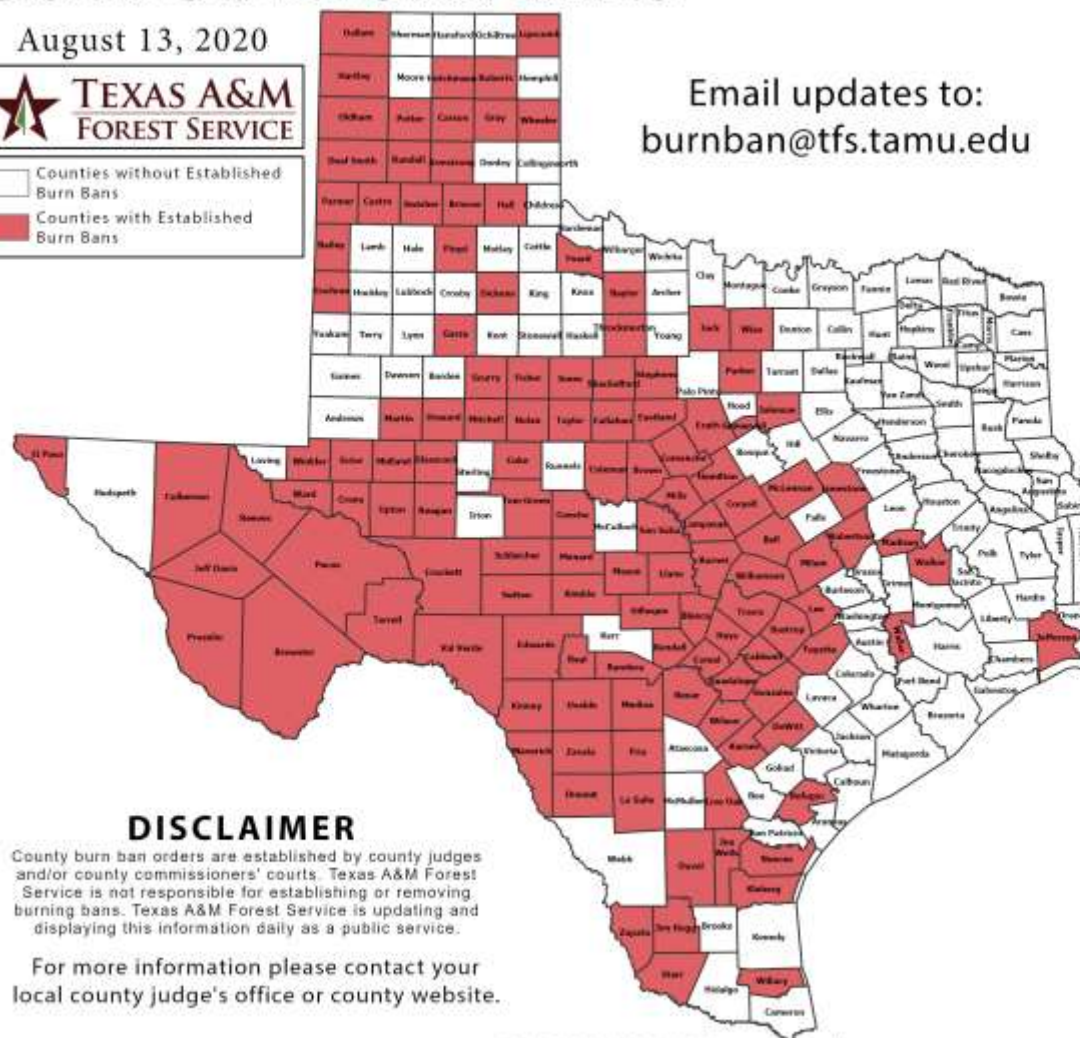 August 13, 2020
TEXAS A&M
FOREST SERVICE
Counties without Established
Burn Bans
Counties with Established
Burn Bans
Email updates to:
burnban@tfs.tamu.edu
Dallam Sherman Hansford Ochiltree Lipscomb
Hartley Moore Hutchinson Roberts Hemphill
Oldham Potter Carson Gray Wheeler
Deaf Smith Randall Armstrong Donley Collingsworth
Parmer Castro Swisher Briscoe Hall Childress
Hardeman
Bailey Lamb Hale Floyd Motley Cottle Foard Wilbarger Wichita
Clay Montague Cooke Grayson Fannin Lamar Red River Bowie
Cochran Hockley Lubbock Crosby Dickens King Knox Baylor Archer
Delta Titus Franklin Morris Cass
Yoakum Terry Lynn Garza Kent Stonewall Haskell Throckmorton Young Jack Wise Denton Collin Hunt Hopkins Camp
Gaines Dawson Borden Scurry Fisher Jones Shackelford Stephens Palo Pinto Parker Tarrant Dallas Rockwall Kaufman Rains Wood Upshur Marion
Van Zandt Smith Gregg Harrison
Andrews Martin Howard Mitchell Nolan Taylor Callahan Eastland Erath Hood Somervell Johnson Ellis Henderson Rusk Panola
El Paso Hudspeth Culberson Loving Winkler Ector Midland Glasscock Sterling Coke Runnels Coleman Brown Comanche Hamilton Bosque Hill Navarro Freestone Anderson Cherokee Nacogdoches Shelby
San Augustine Sabine
Reeves Ward Crane Upton Reagan Irion Tom Green Concho McCulloch San Saba Mills Lampasas Coryell McLennan Limestone Falls Leon Houston Angelina
Trinity Jasper
Jeff Davis Pecos Crockett Schleicher Menard Mason Llano Burnet Bell Milam Robertson Madison Walker Polk Tyler
Sutton Kimble Williamson Brazos Grimes San Jacinto
Burleson Hardin
Presidio Brewster Terrell Val Verde Edwards Kerr Gillespie Blanco Travis Lee Washington Montgomery Liberty Orange
Real Bandera Kendall Hays Bastrop Fayette Austin Waller Harris Jefferson
Comal Caldwell Colorado Chambers
Kinney Uvalde Medina Bexar Guadalupe Gonzales Lavaca Fort Bend Galveston
Wharton Brazoria
Maverick Zavala Frio Atascosa Wilson Karnes DeWitt Jackson Matagorda
Victoria
Goliad Calhoun
Dimmit La Salle McMullen Live Oak Bee Refugio
Aransas
San Patricio
Webb Duval Jim Wells Nueces
Kleberg
Zapata Jim Hogg Brooks Kenedy
Starr Hidalgo Willacy
Cameron
DISCLAIMER
County burn ban orders are established by county judges
and/or county commissioners' courts. Texas A&M Forest
Service is not responsible for establishing or removing
burning bans. Texas A&M Forest Service is updating and
displaying this information daily as a public service.
For more information please contact your
local county judge's office or county website.